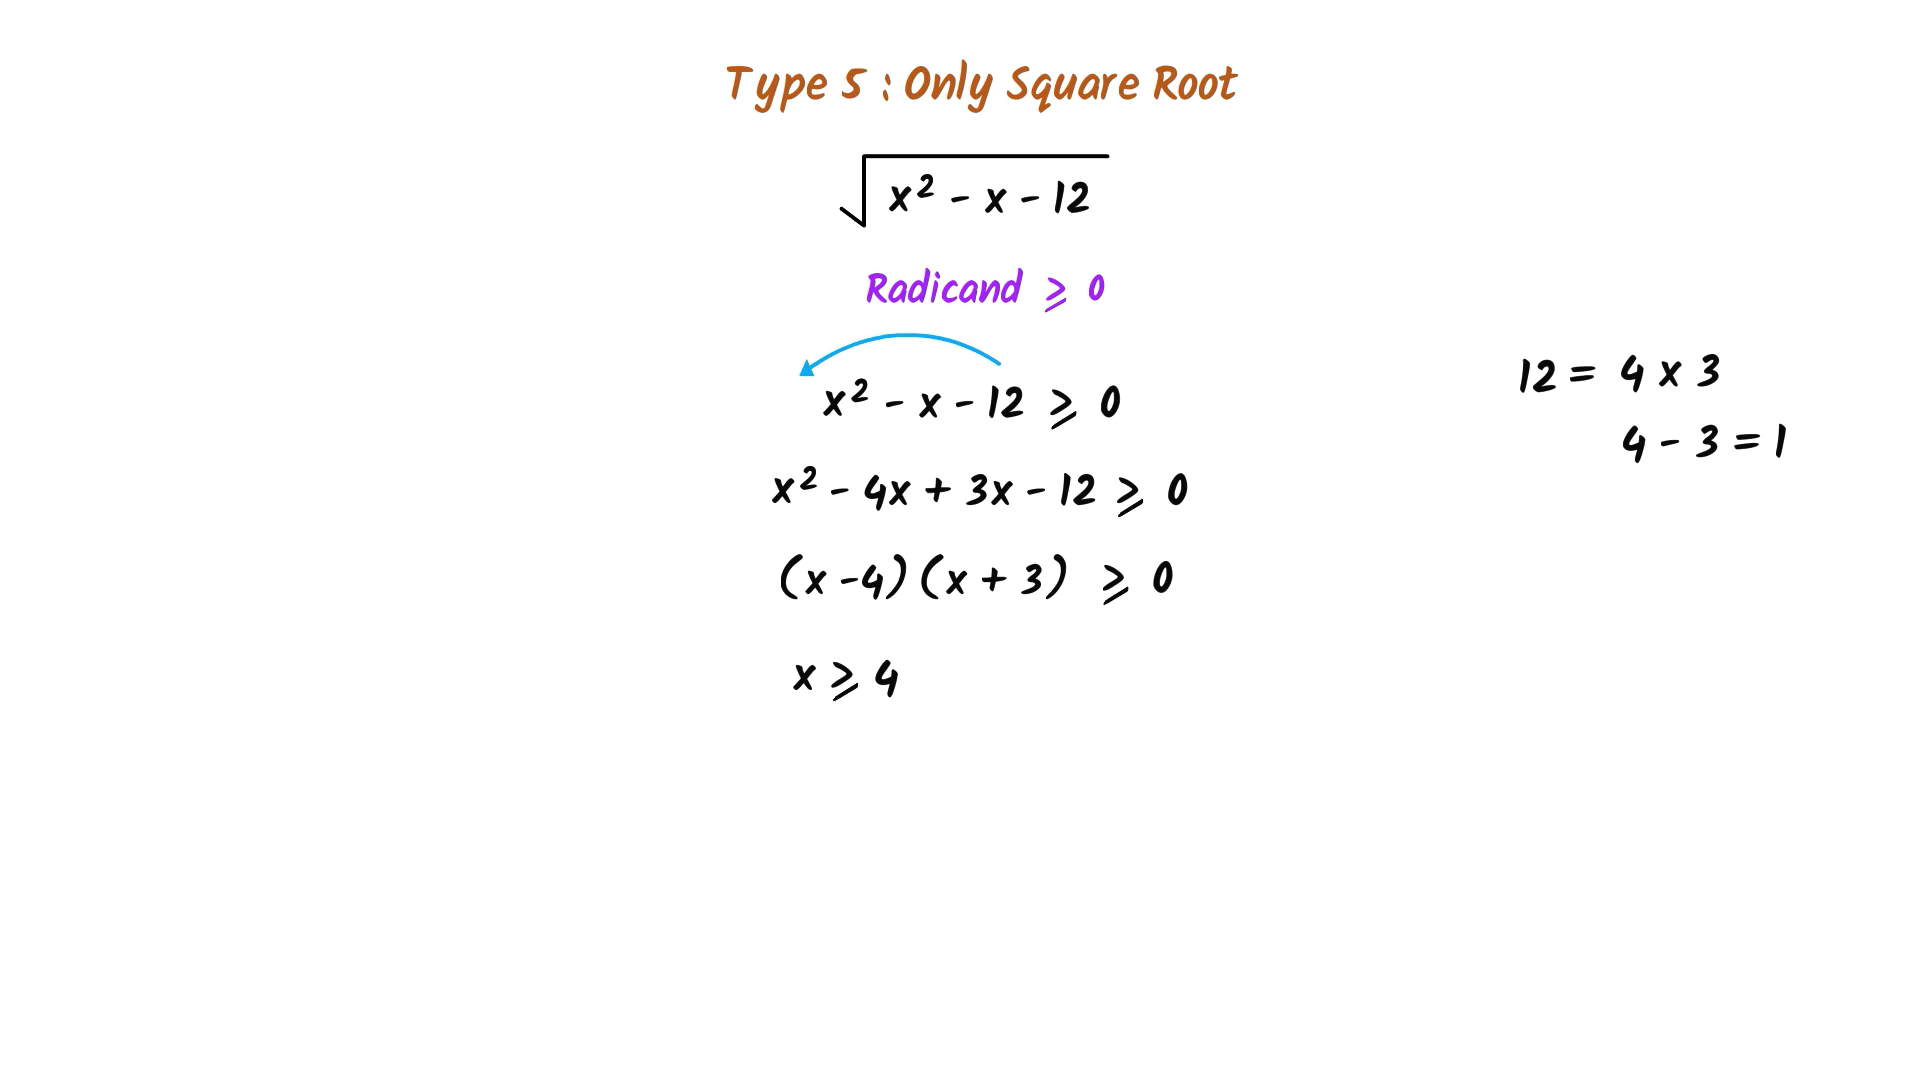 Type 5 : Only Square Root
√(x² - x - 12)
Radicand ⩾ 0
x² - x - 12 ⩾ 0
x² - 4x + 3x - 12 ⩾ 0
(x -4) (x + 3) ⩾ 0
x ⩾ 4
12 = 4 x 3
4 - 3 = 1